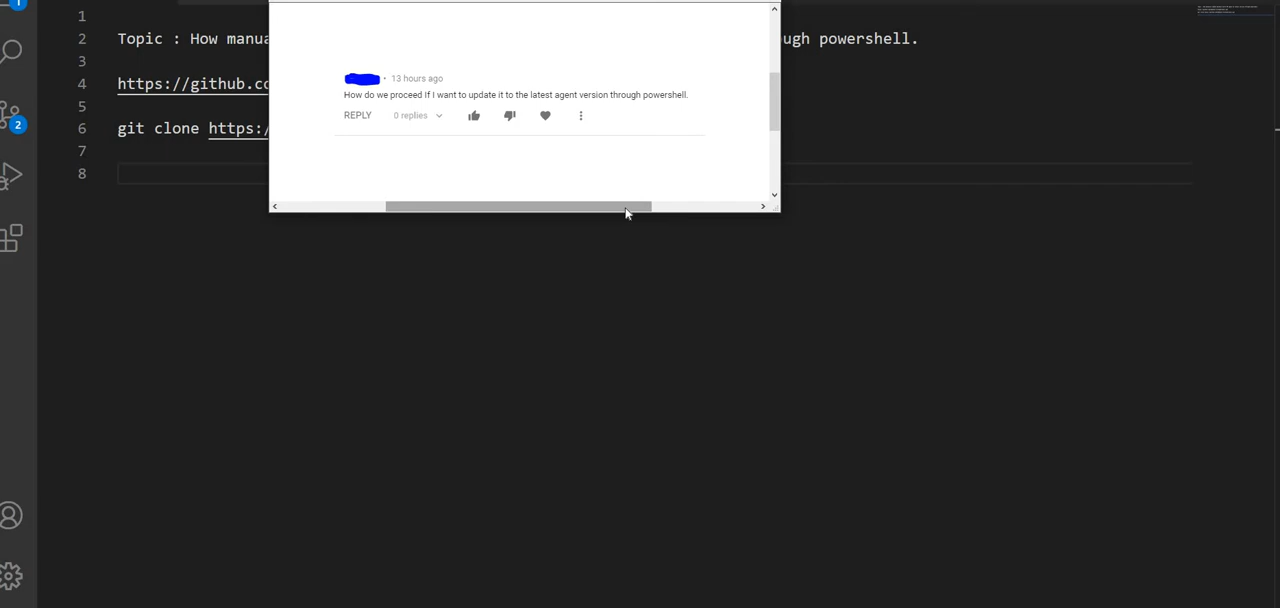 1
2 Topic : How manua ugh powershell.
3
4 https://github.co
5
6 git clone https:/
7
8
• 13 hours ago
How do we proceed If I want to update it to the latest agent version through powershell.
REPLY 0 replies
1
2